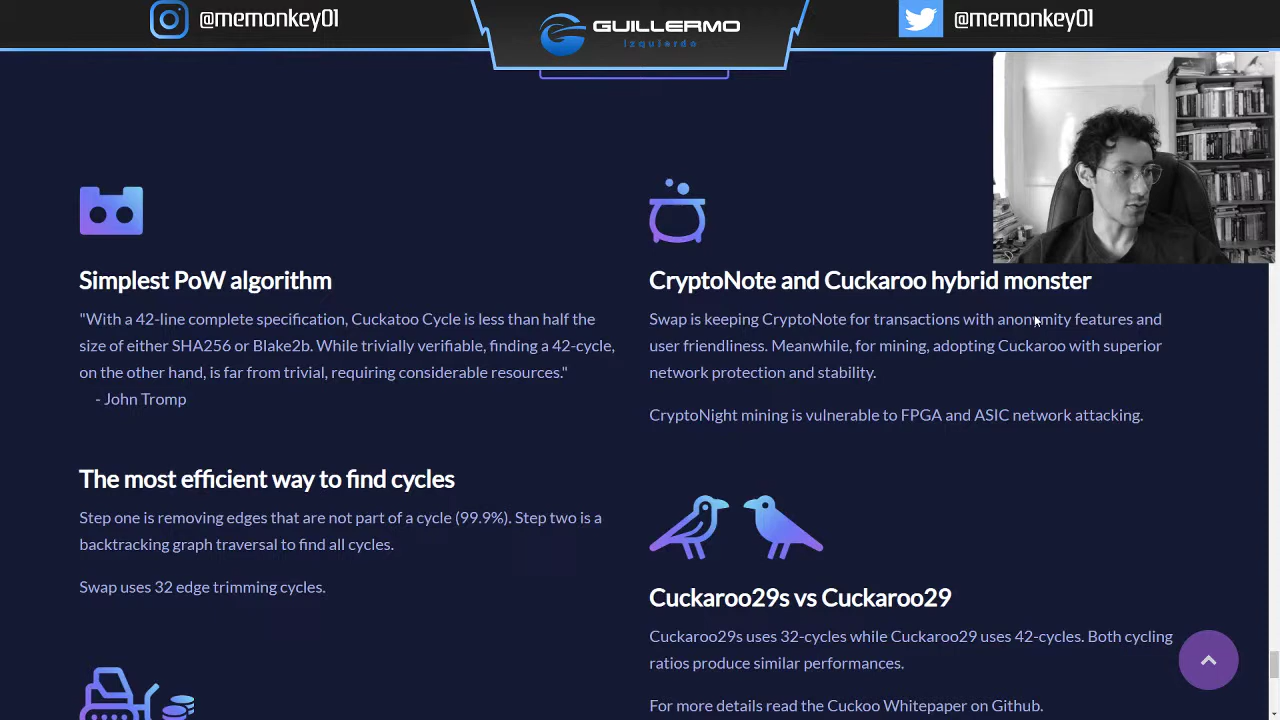 @memonkey01
GUILLERMO
Izquierdo
@memonkey01
Simplest PoW algorithm
"With a 42-line complete specification, Cuckatoo Cycle is less than half the
size of either SHA256 or Blake2b. While trivially verifiable, finding a 42-cycle,
on the other hand, is far from trivial, requiring considerable resources."
- John Tromp
The most efficient way to find cycles
Step one is removing edges that are not part of a cycle (99.9%). Step two is a
backtracking graph traversal to find all cycles.
Swap uses 32 edge trimming cycles.
CryptoNote and Cuckaroo hybrid monster
Swap is keeping CryptoNote for transactions with anonymity features and
user friendliness. Meanwhile, for mining, adopting Cuckaroo with superior
network protection and stability.
CryptoNight mining is vulnerable to FPGA and ASIC network attacking.
Cuckaroo29s vs Cuckaroo29
Cuckaroo29s uses 32-cycles while Cuckaroo29 uses 42-cycles. Both cycling
ratios produce similar performances.
For more details read the Cuckoo Whitepaper on Github.